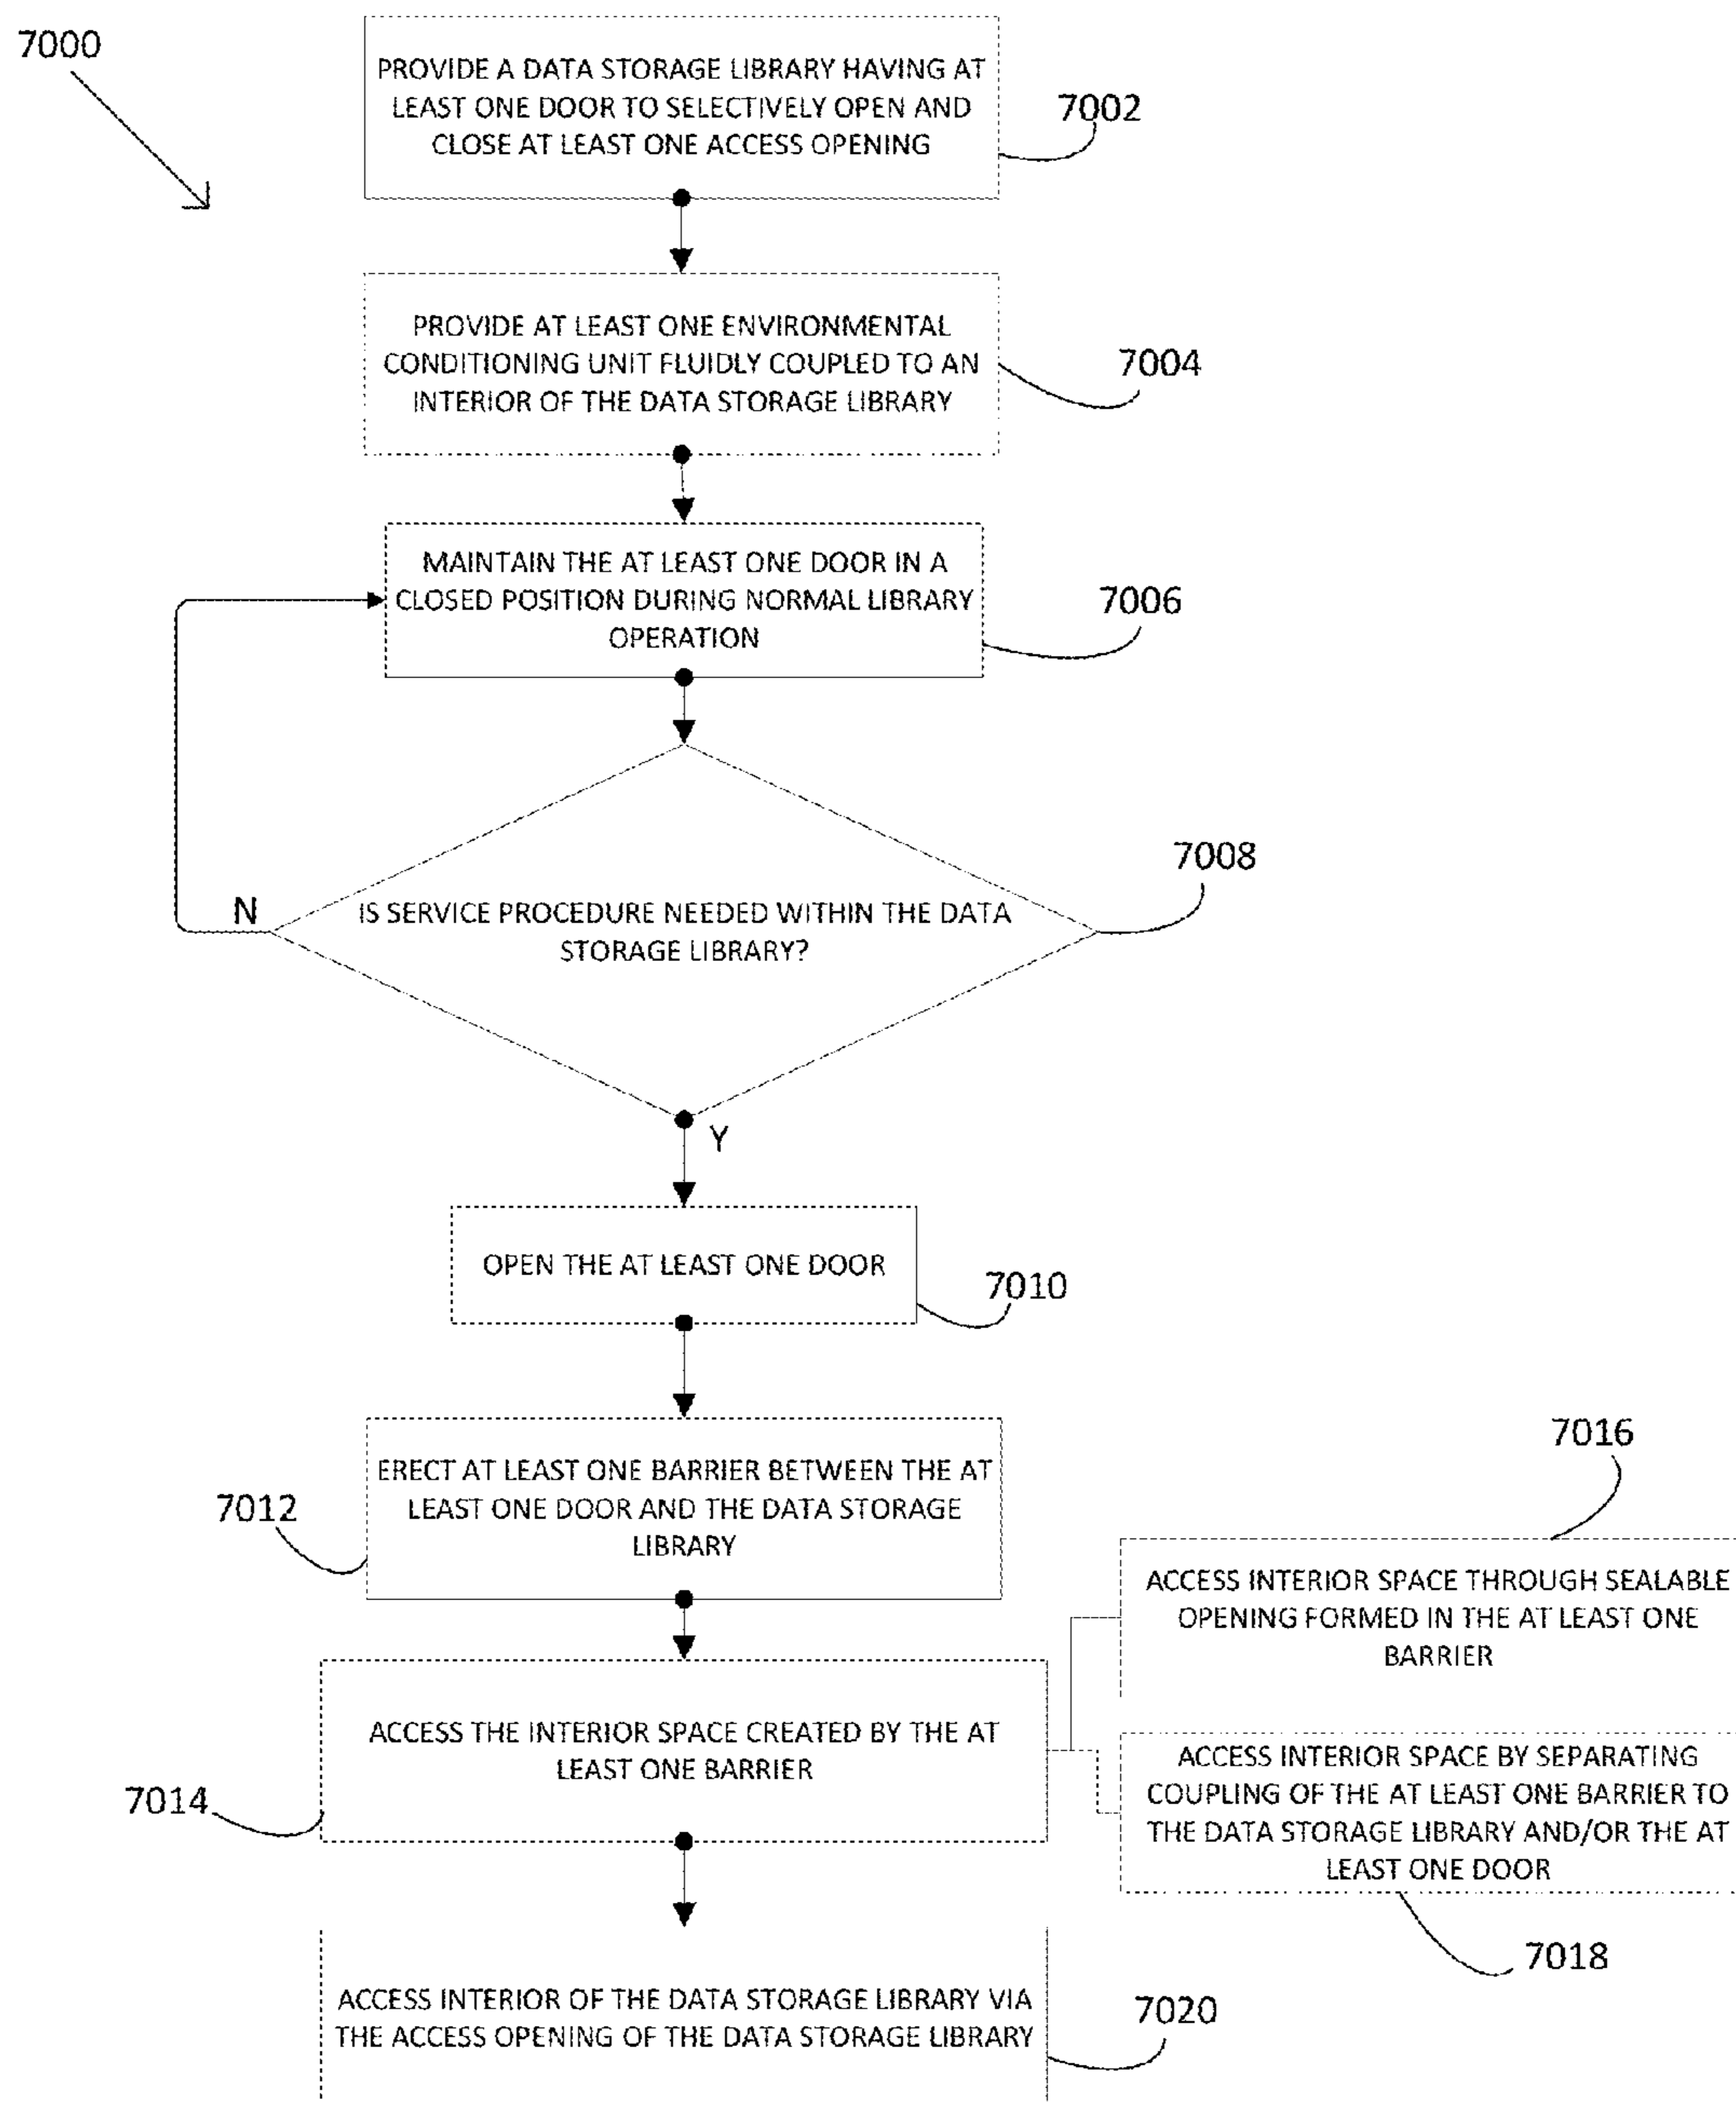 7000
PROVIDE A DATA STORAGE LIBRARY HAVING AT
LEAST ONE DOOR TO SELECTIVELY OPEN AND
CLOSE AT LEAST ONE ACCESS OPENING
7002
PROVIDE AT LEAST ONE ENVIRONMENTAL
CONDITIONING UNIT FLUIDLY COUPLED TO AN
INTERIOR OF THE DATA STORAGE LIBRARY
7004
MAINTAIN THE AT LEAST ONE DOOR IN A
CLOSED POSITION DURING NORMAL LIBRARY
OPERATION
7006
IS SERVICE PROCEDURE NEEDED WITHIN THE DATA
STORAGE LIBRARY?
7008
N
Y
OPEN THE AT LEAST ONE DOOR
7010
ERECT AT LEAST ONE BARRIER BETWEEN THE AT
LEAST ONE DOOR AND THE DATA STORAGE
LIBRARY
7012
ACCESS THE INTERIOR SPACE CREATED BY THE AT
LEAST ONE BARRIER
7014
7016
ACCESS INTERIOR SPACE THROUGH SEALABLE
OPENING FORMED IN THE AT LEAST ONE
BARRIER
ACCESS INTERIOR SPACE BY SEPARATING
COUPLING OF THE AT LEAST ONE BARRIER TO
THE DATA STORAGE LIBRARY AND/OR THE AT
LEAST ONE DOOR
7018
ACCESS INTERIOR OF THE DATA STORAGE LIBRARY VIA
THE ACCESS OPENING OF THE DATA STORAGE LIBRARY
7020